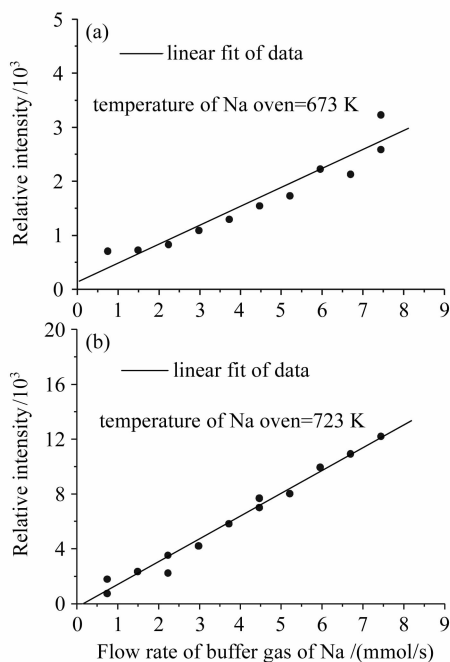 (a)
linear fit of data
temperature of Na oven=673 K
Relative intensity/10³
5
4
3
2
1
0
0 1 2 3 4 5 6 7 8 9
(b)
linear fit of data
temperature of Na oven=723 K
Relative intensity/10³
20
16
12
8
4
0
0 1 2 3 4 5 6 7 8 9
Flow rate of buffer gas of Na /(mmol/s)